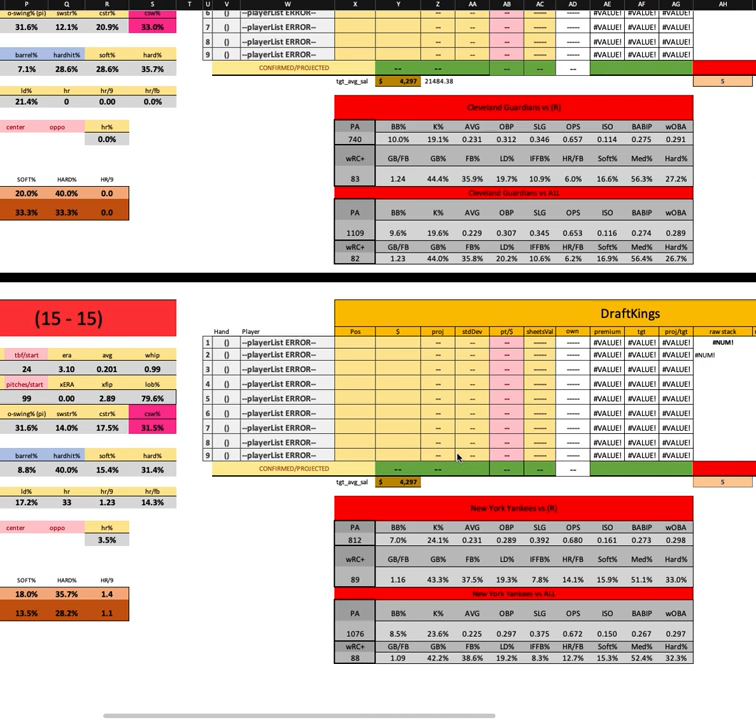 P Q R S U V W X Y Z AA AB AC AD AE AF AG AH
o-swing% (pi) swstr% cstr% csw% 6 () --playerList ERROR-- -- -- ----- ----- #VALUE! #VALUE! #VALUE!
31.6% 12.1% 20.9% 33.0% 7 () --playerList ERROR-- -- -- ----- ----- #VALUE! #VALUE! #VALUE!
8 () --playerList ERROR-- -- -- ----- ----- #VALUE! #VALUE! #VALUE!
barrel% hardhit% soft% hard% 9 () --playerList ERROR-- -- -- ----- ----- #VALUE! #VALUE! #VALUE!
7.1% 28.6% 28.6% 35.7% CONFIRMED/PROJECTED -- -- -- -- --
tgt_avg_sal $ 4,297 21484.38 5
ld% hr hr/9 hr/fb
21.4% 0 0.00 0.0%
Cleveland Guardians vs (R)
center oppo hr% PA BB% K% AVG OBP SLG OPS ISO BABIP wOBA
0.0% 740 10.0% 19.1% 0.231 0.312 0.346 0.657 0.114 0.275 0.291
wRC+ GB/FB GB% FB% LD% IFFB% HR/FB Soft% Med% Hard%
SOFT% HARD% HR/9 83 1.24 44.4% 35.9% 19.7% 10.9% 6.0% 16.6% 56.3% 27.2%
20.0% 40.0% 0.0 Cleveland Guardians vs ALL
33.3% 33.3% 0.0 PA BB% K% AVG OBP SLG OPS ISO BABIP wOBA
1109 9.6% 19.6% 0.229 0.307 0.345 0.653 0.116 0.274 0.289
wRC+ GB/FB GB% FB% LD% IFFB% HR/FB Soft% Med% Hard%
82 1.23 44.0% 35.8% 20.2% 10.6% 6.2% 16.9% 56.4% 26.7%
(15 - 15) DraftKings
Hand Player Pos $ proj stdDev pt/$ sheetsVal own premium tgt proj/tgt raw stack
1 () --playerList ERROR-- -- -- ----- ----- #VALUE! #VALUE! #VALUE! #NUM!
tbf/start era avg whip 2 () --playerList ERROR-- -- -- ----- ----- #VALUE! #VALUE! #VALUE! #NUM!
24 3.10 0.201 0.99 3 () --playerList ERROR-- -- -- ----- ----- #VALUE! #VALUE! #VALUE!
pitches/start xERA xfip lob% 4 () --playerList ERROR-- -- -- ----- ----- #VALUE! #VALUE! #VALUE!
99 0.00 2.89 79.6% 5 () --playerList ERROR-- -- -- ----- ----- #VALUE! #VALUE! #VALUE!
o-swing% (pi) swstr% cstr% csw% 6 () --playerList ERROR-- -- -- ----- ----- #VALUE! #VALUE! #VALUE!
31.6% 14.0% 17.5% 31.5% 7 () --playerList ERROR-- -- -- ----- ----- #VALUE! #VALUE! #VALUE!
8 () --playerList ERROR-- -- -- ----- ----- #VALUE! #VALUE! #VALUE!
barrel% hardhit% soft% hard% 9 () --playerList ERROR-- -- -- ----- ----- #VALUE! #VALUE! #VALUE!
8.8% 40.0% 15.4% 31.4% CONFIRMED/PROJECTED -- -- -- -- --
tgt_avg_sal $ 4,297 5
ld% hr hr/9 hr/fb
17.2% 33 1.23 14.3%
New York Yankees vs (R)
center oppo hr% PA BB% K% AVG OBP SLG OPS ISO BABIP wOBA
3.5% 812 7.0% 24.1% 0.231 0.289 0.392 0.680 0.161 0.273 0.298
wRC+ GB/FB GB% FB% LD% IFFB% HR/FB Soft% Med% Hard%
SOFT% HARD% HR/9 89 1.16 43.3% 37.5% 19.3% 7.8% 14.1% 15.9% 51.1% 33.0%
18.0% 35.7% 1.4 New York Yankees vs ALL
13.5% 28.2% 1.1 PA BB% K% AVG OBP SLG OPS ISO BABIP wOBA
1076 8.5% 23.6% 0.225 0.297 0.375 0.672 0.150 0.267 0.297
wRC+ GB/FB GB% FB% LD% IFFB% HR/FB Soft% Med% Hard%
88 1.09 42.2% 38.6% 19.2% 8.3% 12.7% 15.3% 52.4% 32.3%